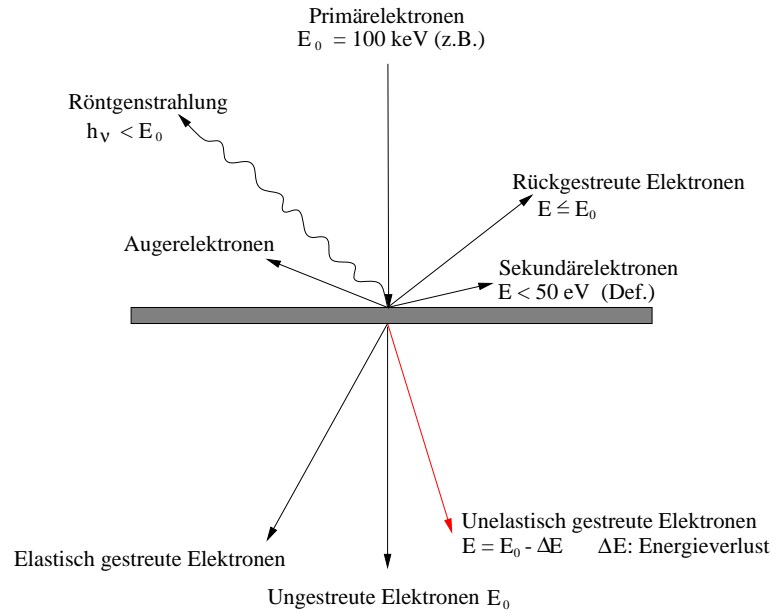 Primärelektronen
E₀ = 100 keV (z.B.)
Röntgenstrahlung
hν < E₀
Rückgestreute Elektronen
E ≦ E₀
Augerelektronen
Sekundärelektronen
E < 50 eV (Def.)
Unelastisch gestreute Elektronen
E = E₀ - ΔE ΔE: Energieverlust
Elastisch gestreute Elektronen
Ungestreute Elektronen E₀